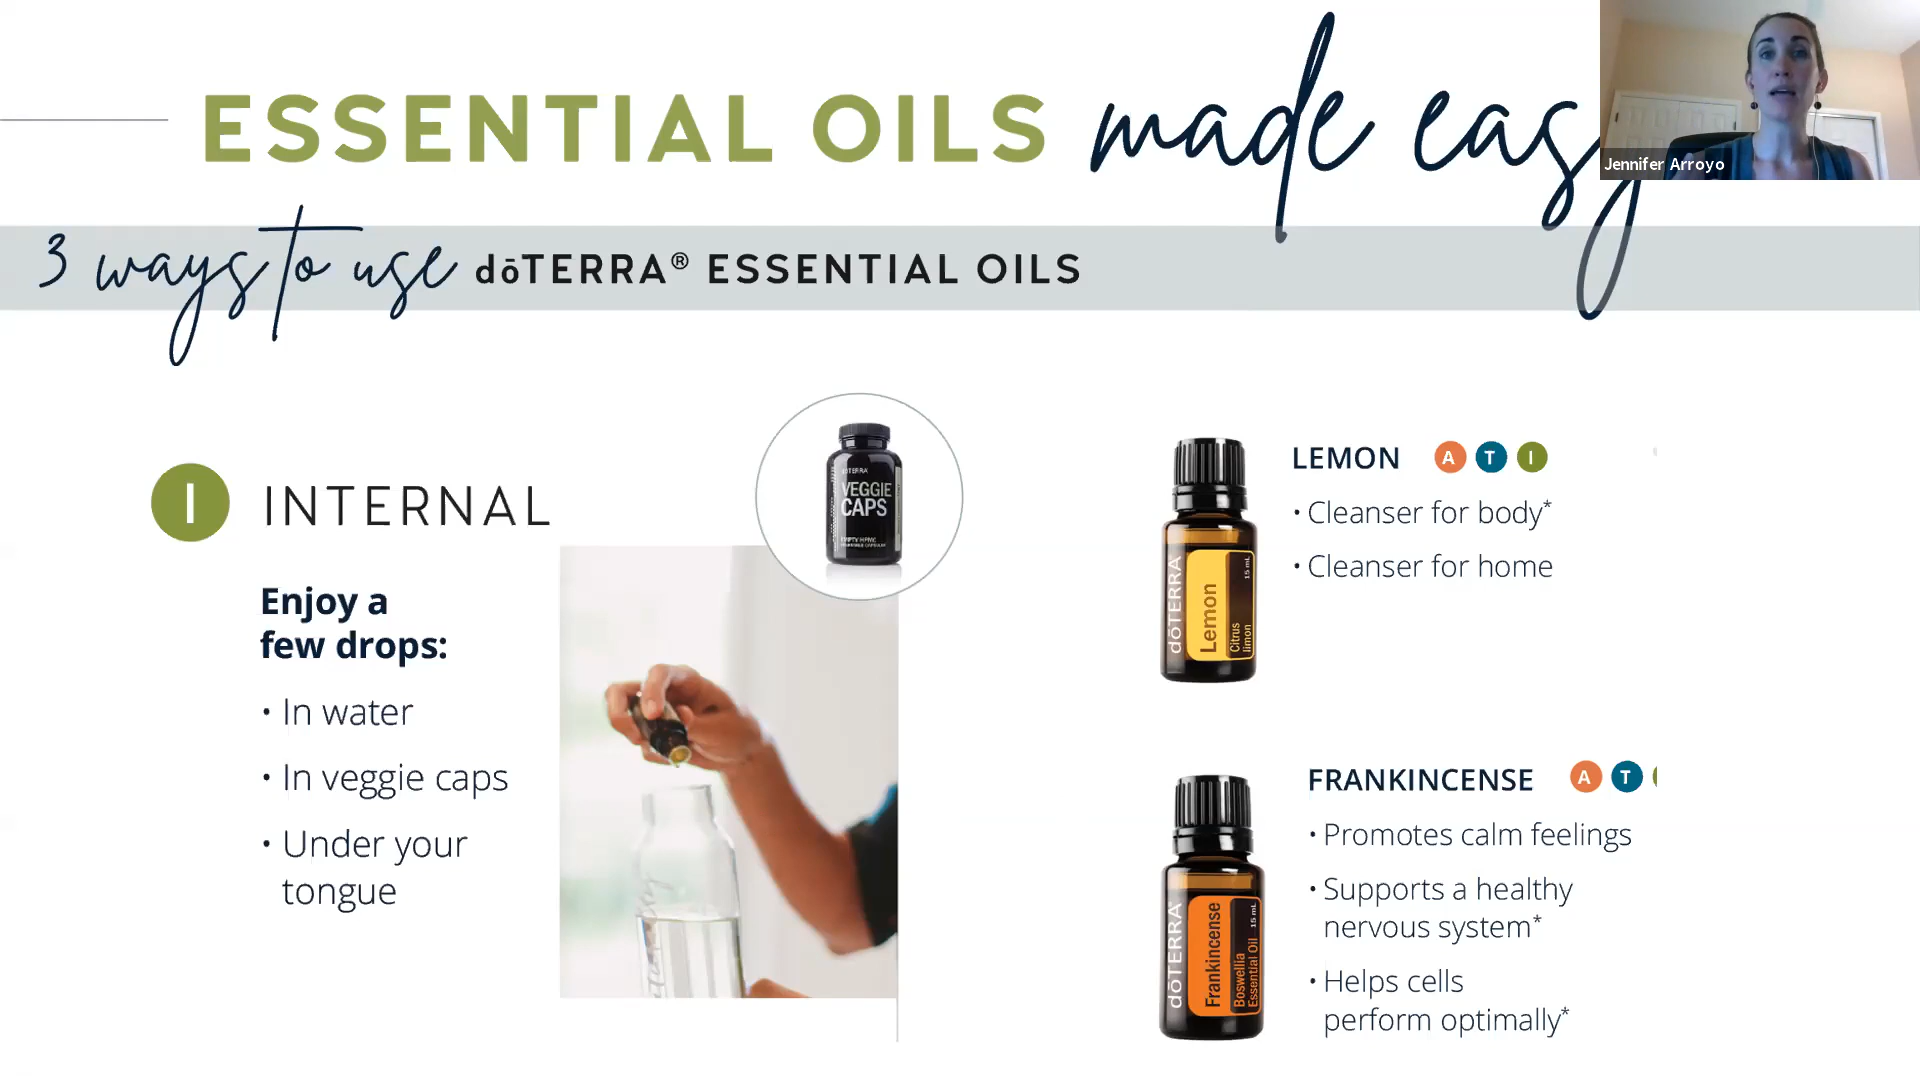 ESSENTIAL OILS made easy
Jennifer Arroyo
3 ways to use dōTERRA® ESSENTIAL OILS
I INTERNAL
Enjoy a
few drops:
• In water
• In veggie caps
• Under your
tongue
dōTERRA
VEGGIE
CAPS
LEMON A T I
• Cleanser for body*
• Cleanser for home
dōTERRA
Lemon
Citrus
limon
15 mL
FRANKINCENSE A T
• Promotes calm feelings
• Supports a healthy
nervous system*
• Helps cells
perform optimally*
dōTERRA
Frankincense
Boswellia
Essential Oil
15 mL